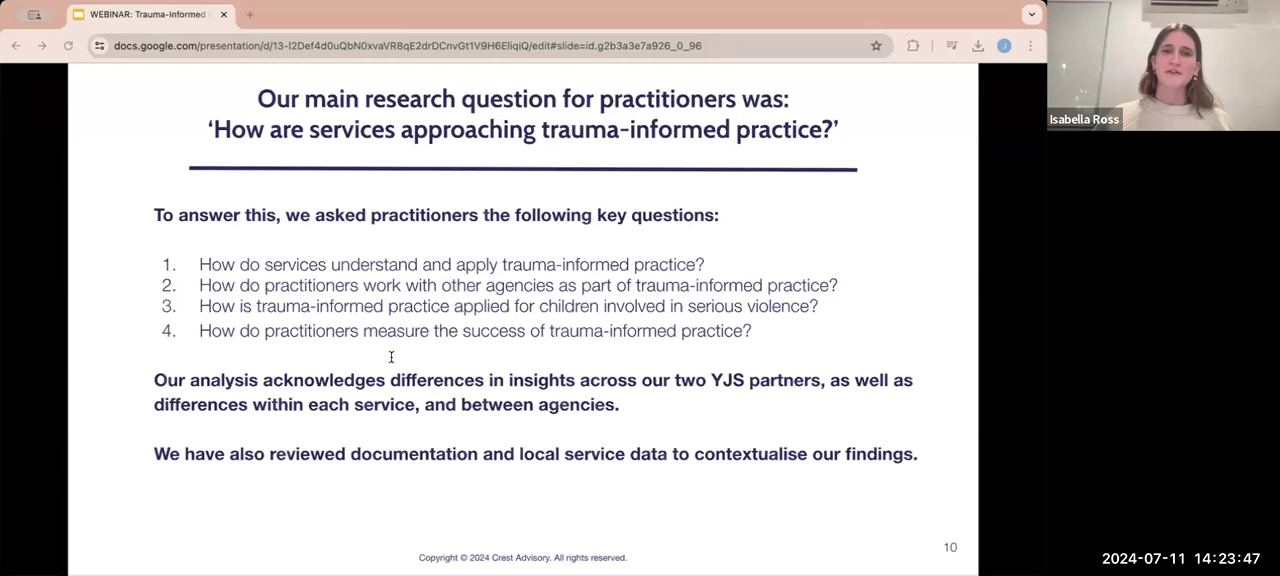 WEBINAR: Trauma-Informed
docs.google.com/presentation/d/13-l2Def4d0uQbN0xvaVR8qE2drDCnvGt1V9H6EliqiQ/edit#slide=id.g2b3a3e7a926_0_96
J
Isabella Ross
Our main research question for practitioners was:
‘How are services approaching trauma-informed practice?’
To answer this, we asked practitioners the following key questions:
1. How do services understand and apply trauma-informed practice?
2. How do practitioners work with other agencies as part of trauma-informed practice?
3. How is trauma-informed practice applied for children involved in serious violence?
4. How do practitioners measure the success of trauma-informed practice?
Our analysis acknowledges differences in insights across our two YJS partners, as well as
differences within each service, and between agencies.
We have also reviewed documentation and local service data to contextualise our findings.
10
Copyright © 2024 Crest Advisory. All rights reserved.
2024-07-11 14:23:47